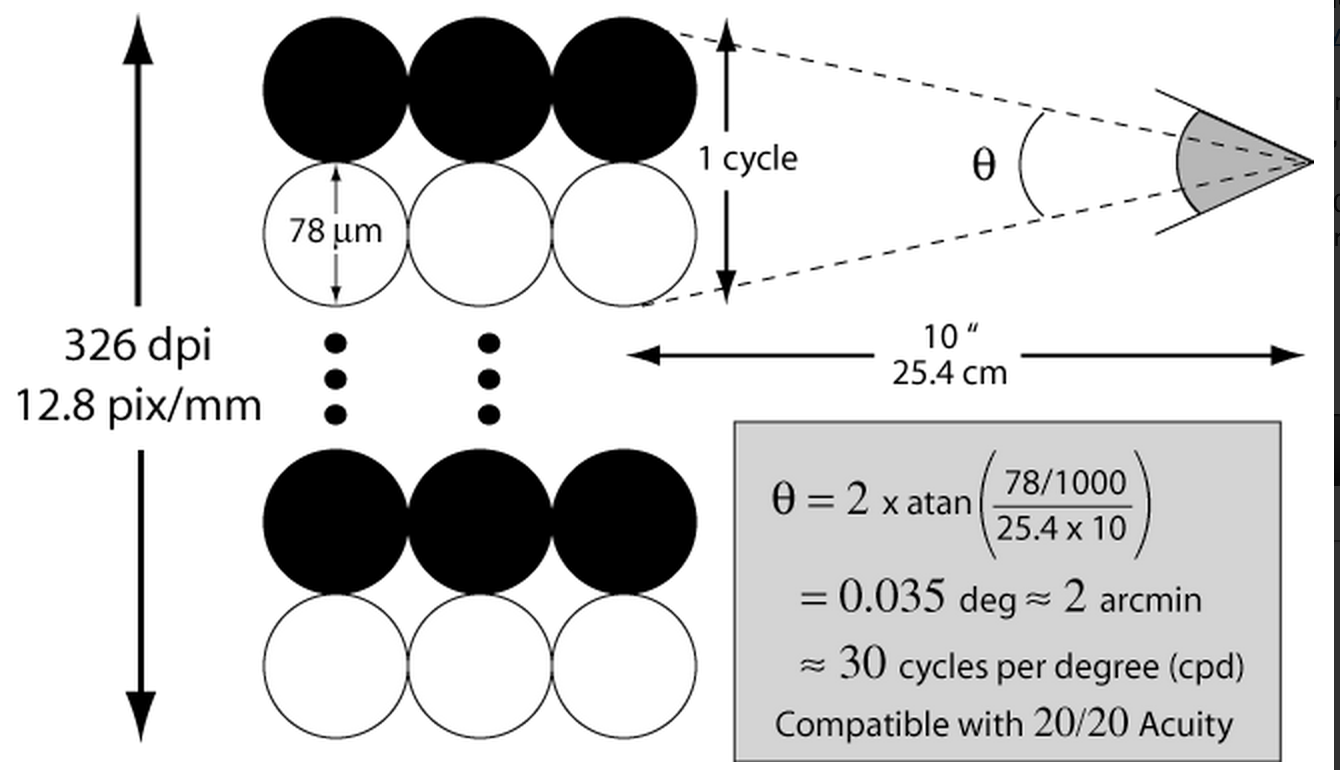 326 dpi
12.8 pix/mm
78 μm
1 cycle
θ
10 “
25.4 cm
θ = 2 x atan(78/1000
25.4 x 10)
= 0.035 deg ≈ 2 arcmin
≈ 30 cycles per degree (cpd)
Compatible with 20/20 Acuity